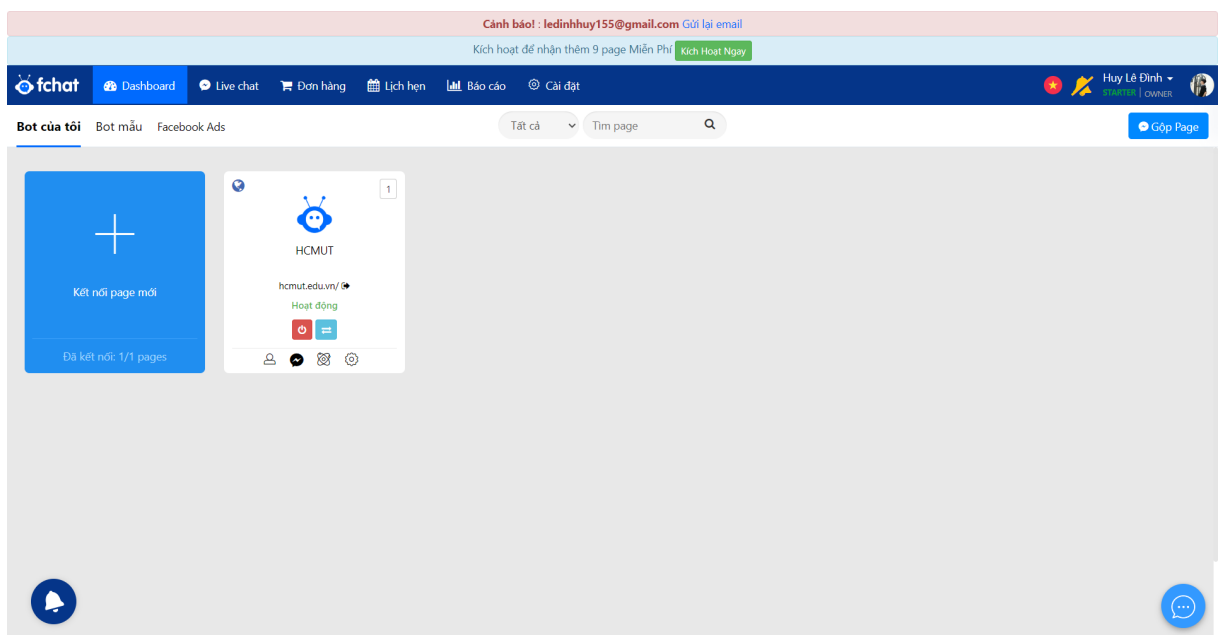 Cảnh báo! : ledinhhuy155@gmail.com Gửi lại email
Kích hoạt để nhận thêm 9 page Miễn Phí Kích Hoạt Ngay
fchat Dashboard Live chat Đơn hàng Lịch hẹn Báo cáo Cài đặt Huy Lê Đình
STARTER | OWNER
Bot của tôi Bot mẫu Facebook Ads Tất cả Tìm page Gộp Page
1
HCMUT
Kết nối page mới
hcmut.edu.vn/
Hoạt động
Đã kết nối: 1/1 pages